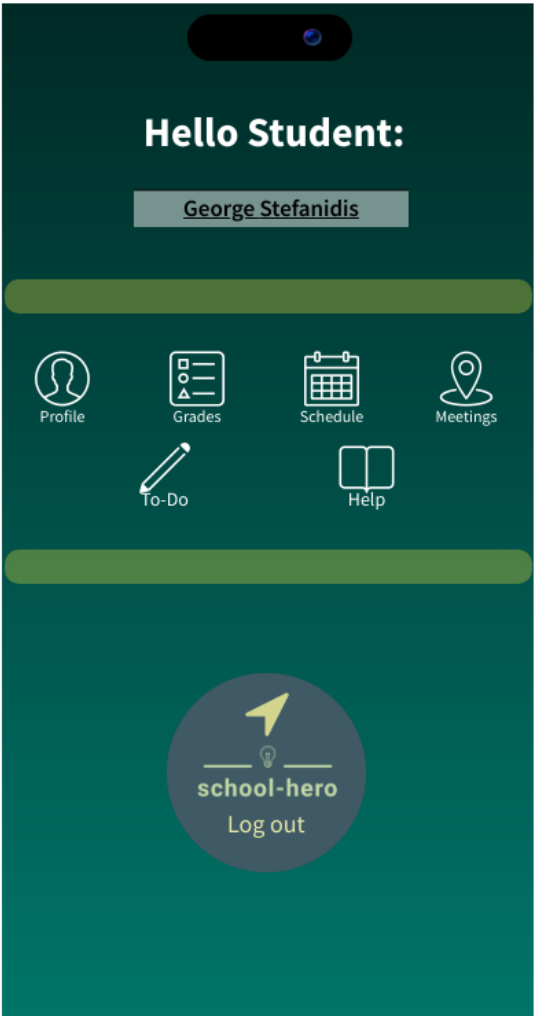 Hello Student:
George Stefanidis
Profile Grades Schedule Meetings
To-Do Help
school-hero
Log out